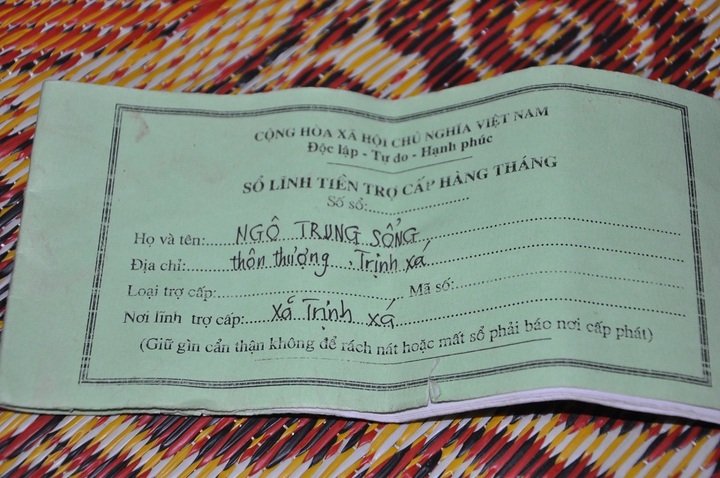 CỘNG HÒA XÃ HỘI CHỦ NGHĨA VIỆT NAM
Độc lập - Tự do - Hạnh phúc
SỔ LĨNH TIỀN TRỢ CẤP HÀNG THÁNG
Số sổ:
Họ và tên: NGÔ TRUNG SỔNG
Địa chỉ: thôn thượng Trịnh xá
Loại trợ cấp: Mã số:
Nơi lĩnh trợ cấp: xã Trịnh xá
(Giữ gìn cẩn thận không để rách nát hoặc mất sổ phải báo nơi cấp phát)